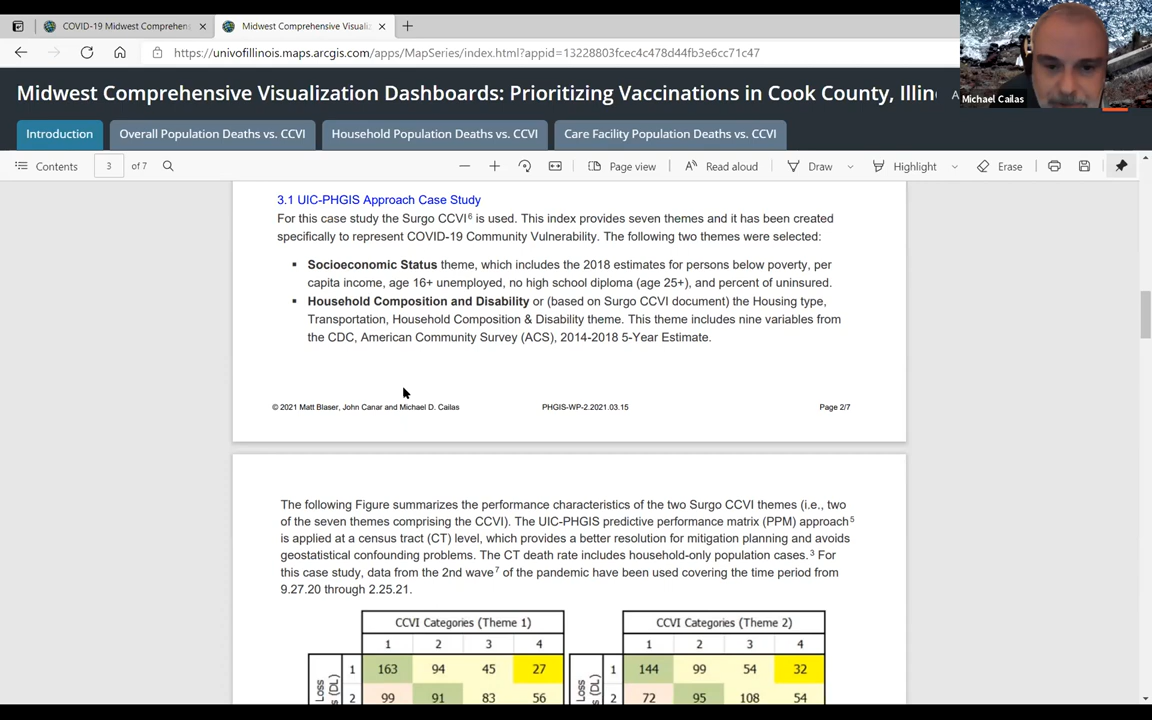 COVID-19 Midwest Comprehen
Midwest Comprehensive Visualiz
https://univofillinois.maps.arcgis.com/apps/MapSeries/index.html?appid=13228803fcec4c478d44fb3e6cc71c47
Midwest Comprehensive Visualization Dashboards: Prioritizing Vaccinations in Cook County, Illin
A
Michael Cailas
Introduction
Overall Population Deaths vs. CCVI
Household Population Deaths vs. CCVI
Care Facility Population Deaths vs. CCVI
Contents
3 of 7
Page view
Read aloud
Draw
Highlight
Erase
3.1 UIC-PHGIS Approach Case Study
For this case study the Surgo CCVI6 is used. This index provides seven themes and it has been created
specifically to represent COVID-19 Community Vulnerability. The following two themes were selected:
▪ Socioeconomic Status theme, which includes the 2018 estimates for persons below poverty, per
capita income, age 16+ unemployed, no high school diploma (age 25+), and percent of uninsured.
▪ Household Composition and Disability or (based on Surgo CCVI document) the Housing type,
Transportation, Household Composition & Disability theme. This theme includes nine variables from
the CDC, American Community Survey (ACS), 2014-2018 5-Year Estimate.
© 2021 Matt Blaser, John Canar and Michael D. Cailas
PHGIS-WP-2.2021.03.15
Page 2/7
The following Figure summarizes the performance characteristics of the two Surgo CCVI themes (i.e., two
of the seven themes comprising the CCVI). The UIC-PHGIS predictive performance matrix (PPM) approach5
is applied at a census tract (CT) level, which provides a better resolution for mitigation planning and avoids
geostatistical confounding problems. The CT death rate includes household-only population cases.3 For
this case study, data from the 2nd wave7 of the pandemic have been used covering the time period from
9.27.20 through 2.25.21.
CCVI Categories (Theme 1)
1 2 3 4
Loss
(DL)
1 163 94 45 27
2 99 91 83 56
CCVI Categories (Theme 2)
1 2 3 4
Loss
(DL)
1 144 99 54 32
2 72 95 108 54